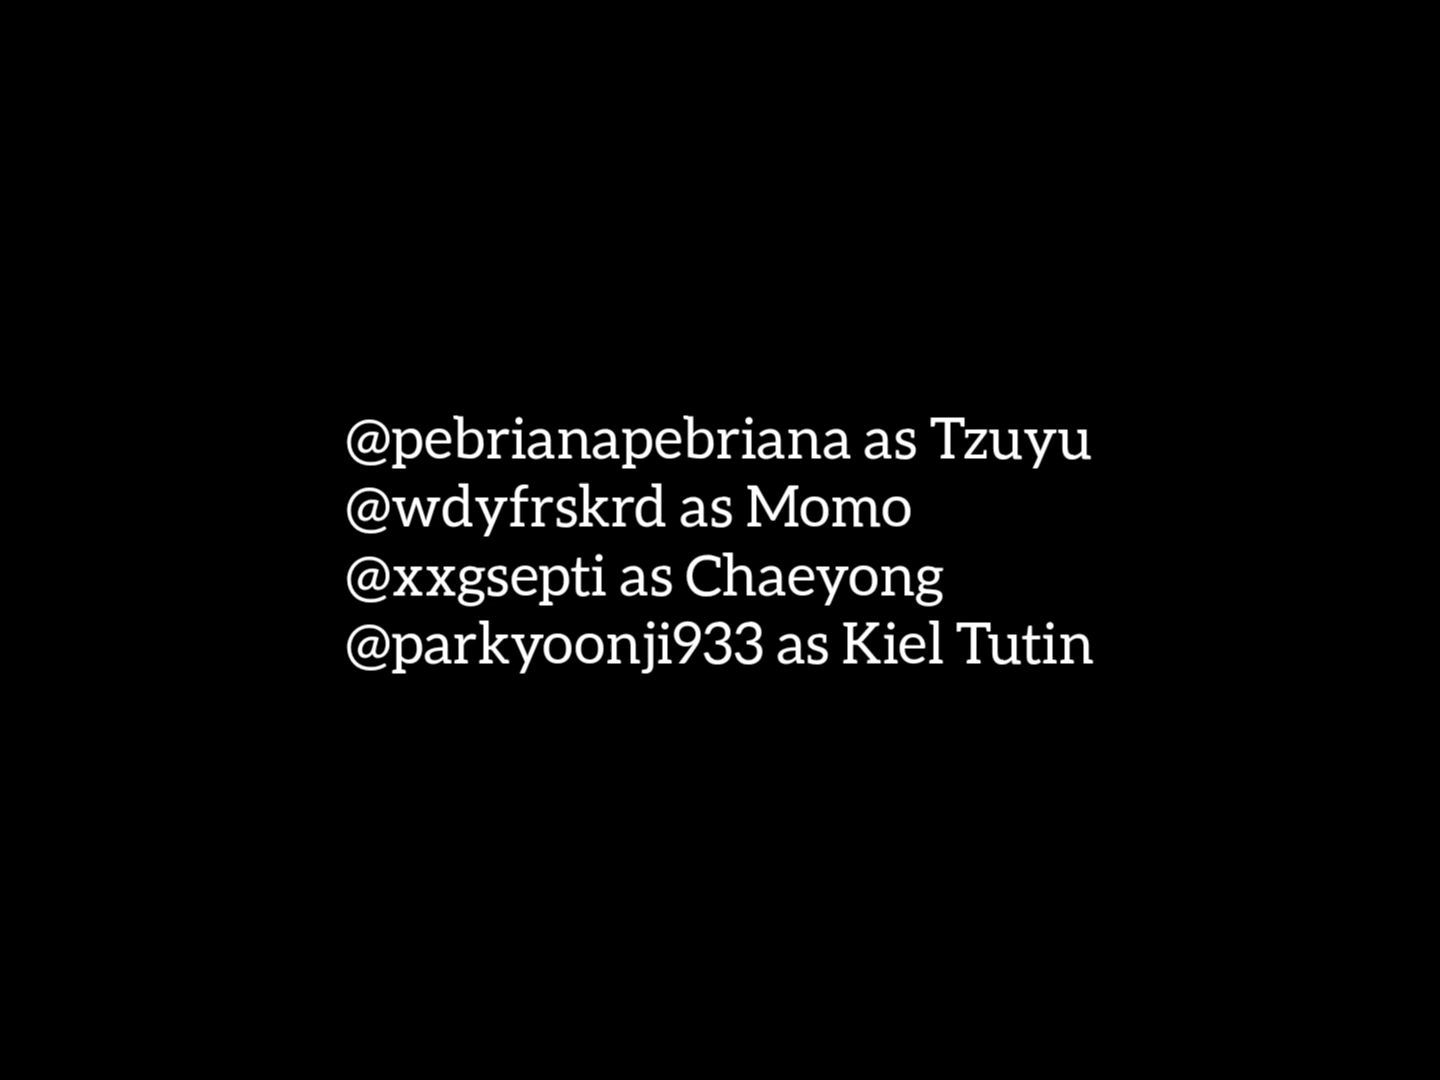 @pebrianapebriana as Tzuyu
@wdyfrskrd as Momo
@xxgsepti as Chaeyong
@parkyoonji933 as Kiel Tutin